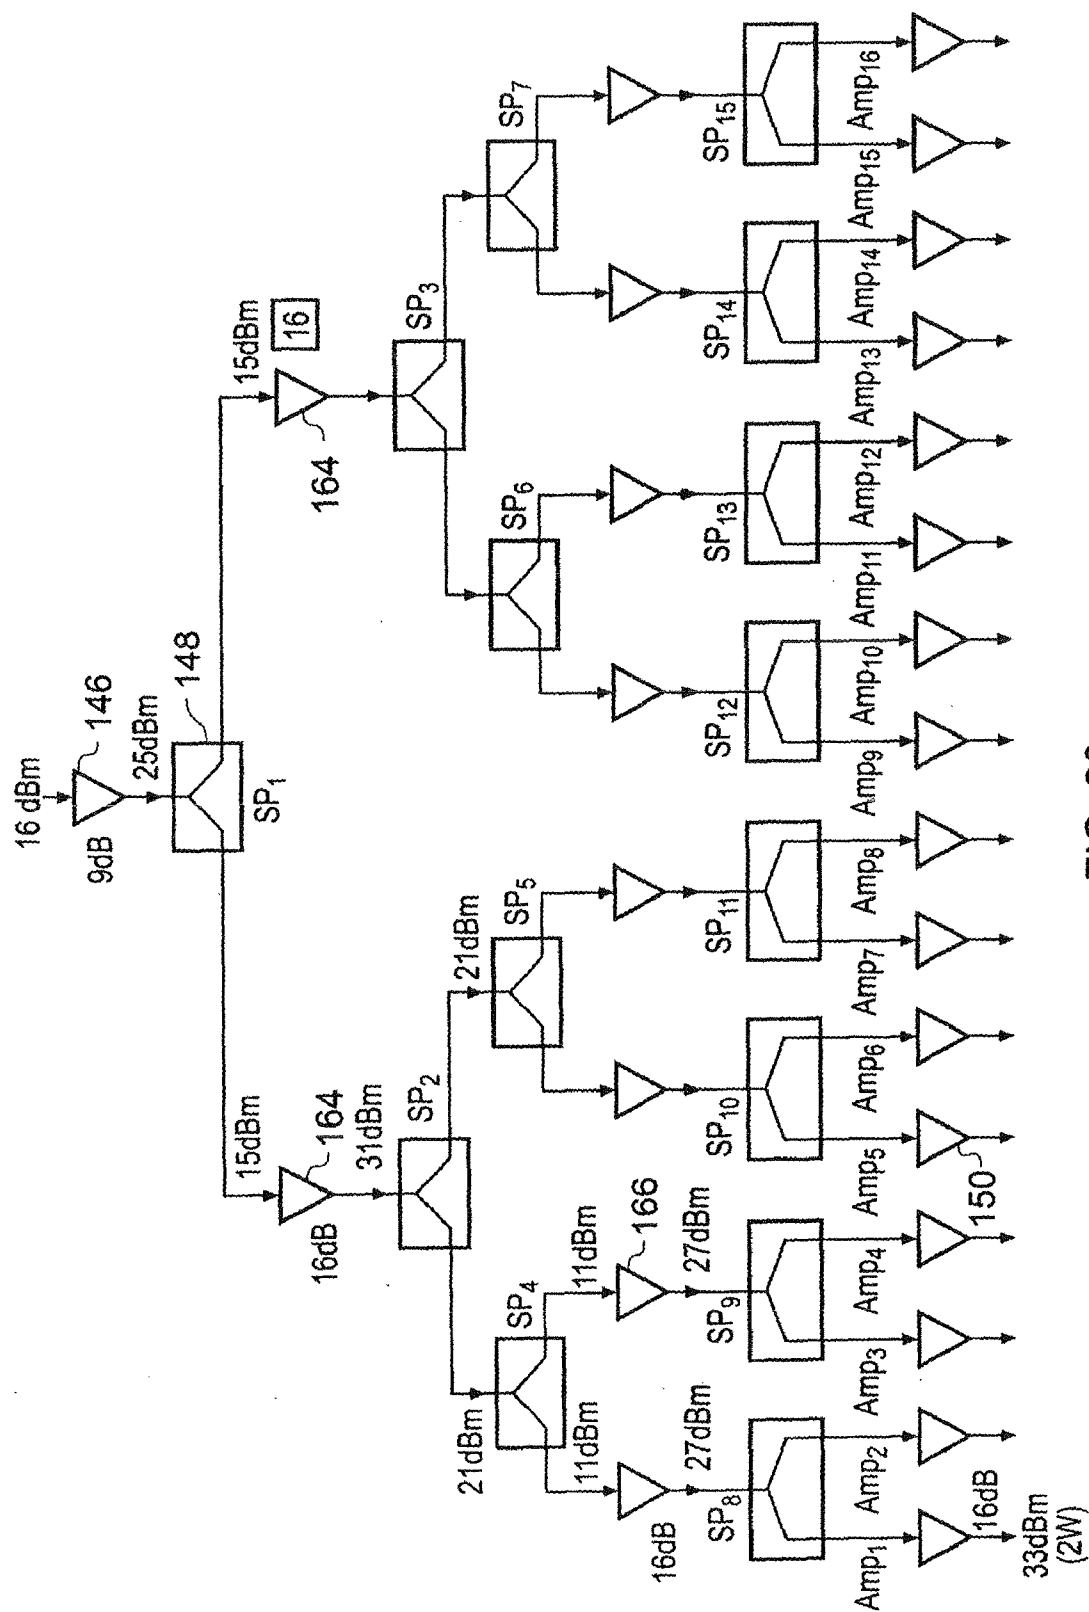 16 dBm
9dB
146
25dBm
148
SP1
15dBm
15dBm
16
164
164
16dB
31dBm
SP2
SP3
21dBm
21dBm
SP4
SP5
SP6
SP7
11dBm
11dBm
16dB
166
27dBm
27dBm
SP8
SP9
SP10
SP11
SP12
SP13
SP14
SP15
Amp1
Amp2
Amp3
Amp4
Amp5
Amp6
Amp7
Amp8
Amp9
Amp10
Amp11
Amp12
Amp13
Amp14
Amp15
Amp16
16dB
150
33dBm
(2W)